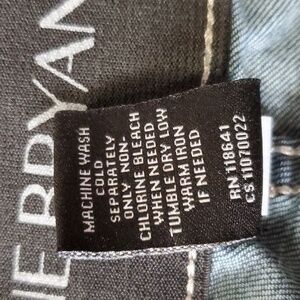 IE RDYAN
MACHINE WASH
COLD
SEPARATELY
ONLY NON-
CHLORINE BLEACH
WHEN NEEDED
TUMBLE DRY LOW
WARM IRON
IF NEEDED
RN 118641
CS 11070022